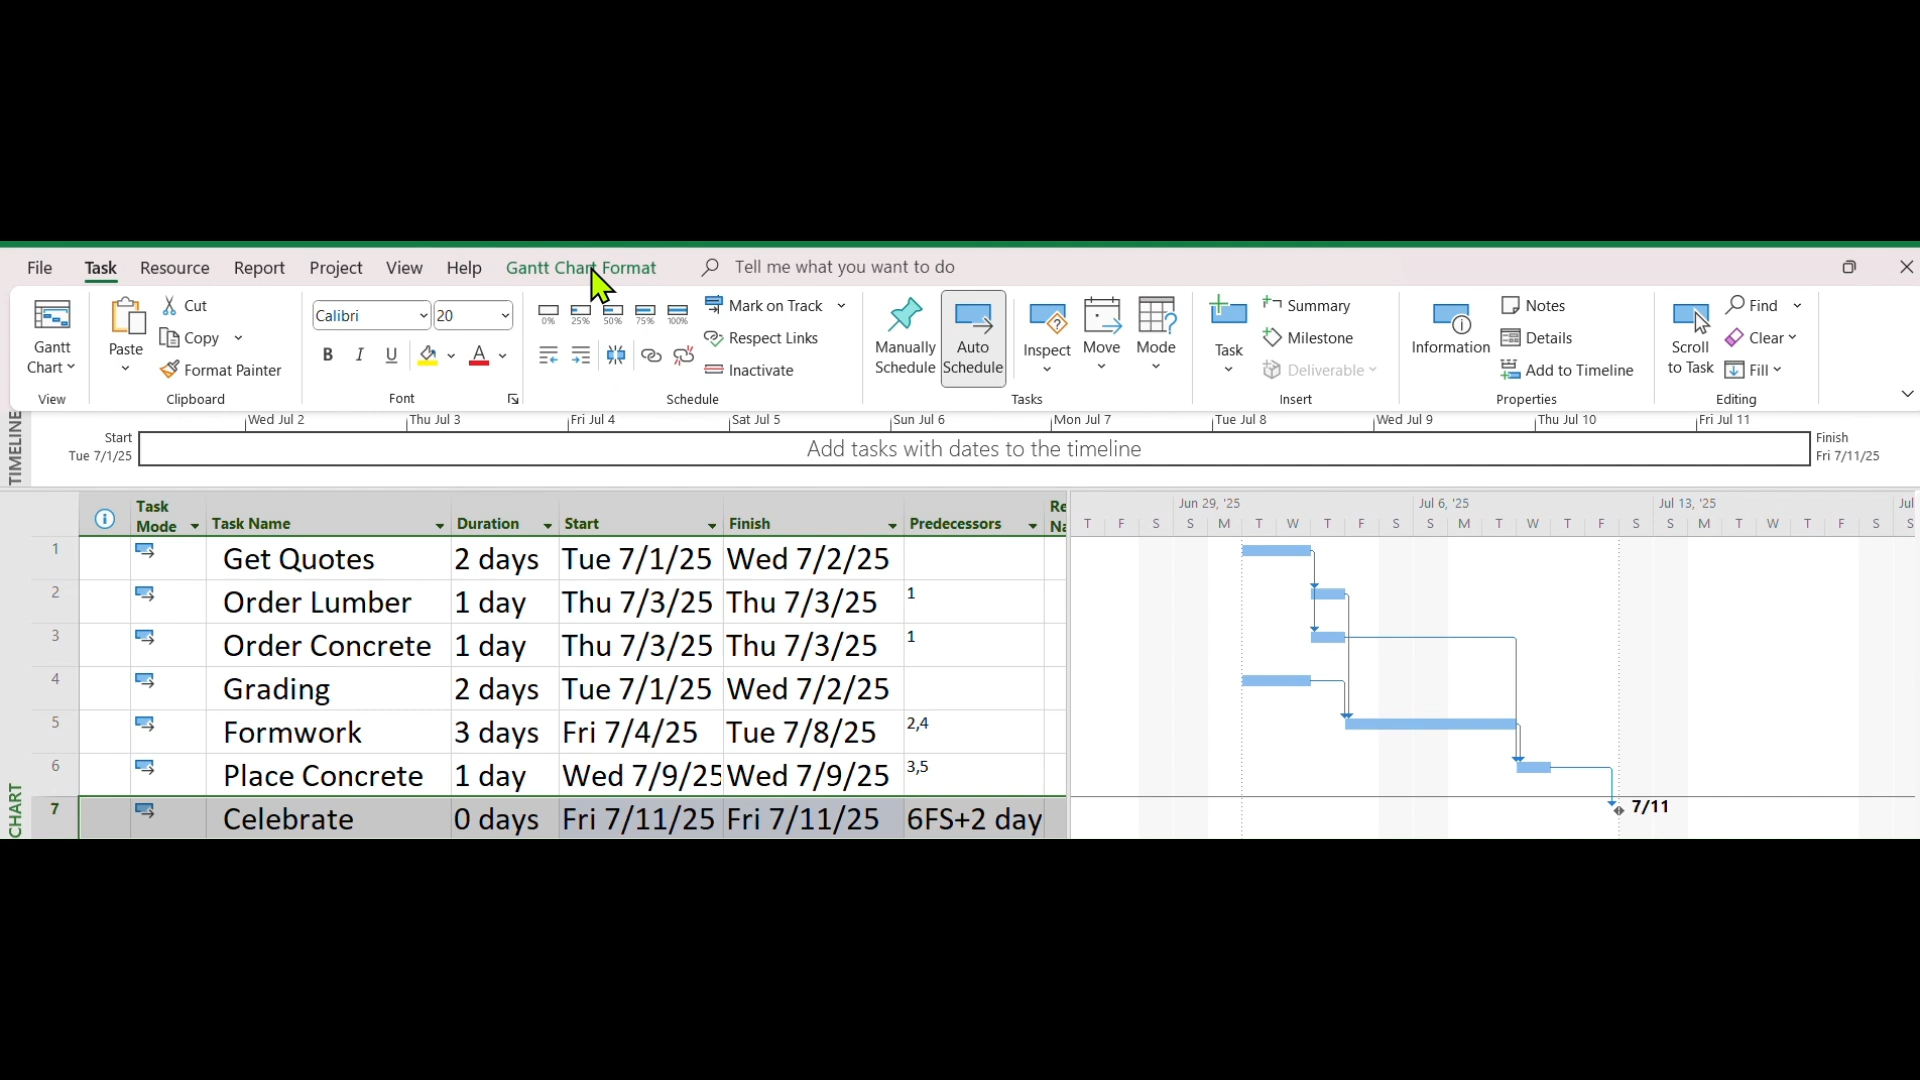 File Task Resource Report Project View Help Gantt Chart Format Tell me what you want to do
Gantt Chart
View
Paste
Cut
Copy
Format Painter
Clipboard
Calibri 20
B I U A
Font
0% 25% 50% 75% 100%
Mark on Track
Respect Links
Inactivate
Schedule
Manually Schedule
Auto Schedule
Inspect
Move
Mode
Tasks
Task
Summary
Milestone
Deliverable
Insert
Information
Notes
Details
Add to Timeline
Properties
Scroll to Task
Find
Clear
Fill
Editing
TIMELINE
Wed Jul 2 Thu Jul 3 Fri Jul 4 Sat Jul 5 Sun Jul 6 Mon Jul 7 Tue Jul 8 Wed Jul 9 Thu Jul 10 Fri Jul 11
Start
Tue 7/1/25
Add tasks with dates to the timeline
Finish
Fri 7/11/25
Task Mode Task Name Duration Start Finish Predecessors
Jun 29, '25 Jul 6, '25 Jul 13, '25 Jul
T F S S M T W T F S S M T W T F S S M T W T F S S
1 Get Quotes 2 days Tue 7/1/25 Wed 7/2/25
2 Order Lumber 1 day Thu 7/3/25 Thu 7/3/25 1
3 Order Concrete 1 day Thu 7/3/25 Thu 7/3/25 1
4 Grading 2 days Tue 7/1/25 Wed 7/2/25
5 Formwork 3 days Fri 7/4/25 Tue 7/8/25 2,4
6 Place Concrete 1 day Wed 7/9/25 Wed 7/9/25 3,5
7 Celebrate 0 days Fri 7/11/25 Fri 7/11/25 6FS+2 day
7/11
CHART